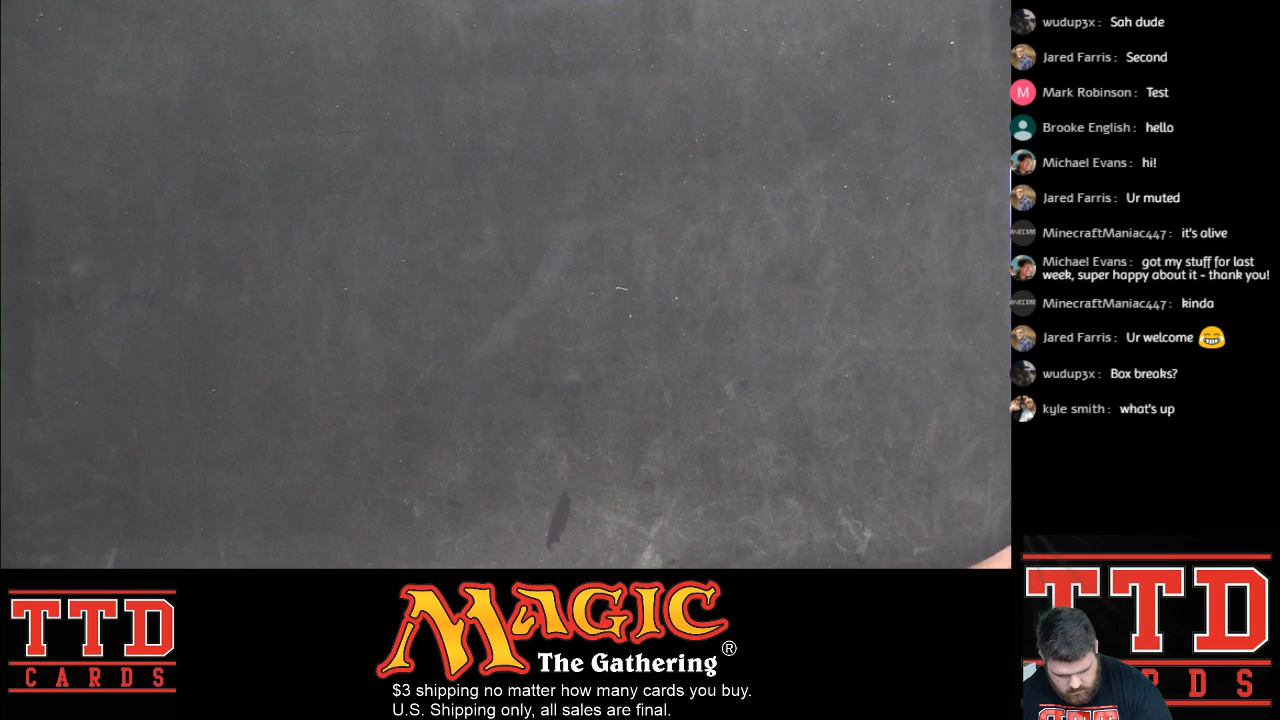 wudup3x : Sah dude
Jared Farris : Second
M Mark Robinson : Test
Brooke English : hello
Michael Evans : hi!
Jared Farris : Ur muted
MinecraftManiac447 : it's alive
Michael Evans : got my stuff for last
week, super happy about it - thank you!
MinecraftManiac447 : kinda
Jared Farris : Ur welcome 😂
wudup3x : Box breaks?
kyle smith : what's up
TTD
CARDS
MAGIC
The Gathering®
$3 shipping no matter how many cards you buy.
U.S. Shipping only, all sales are final.
TTD
RDS